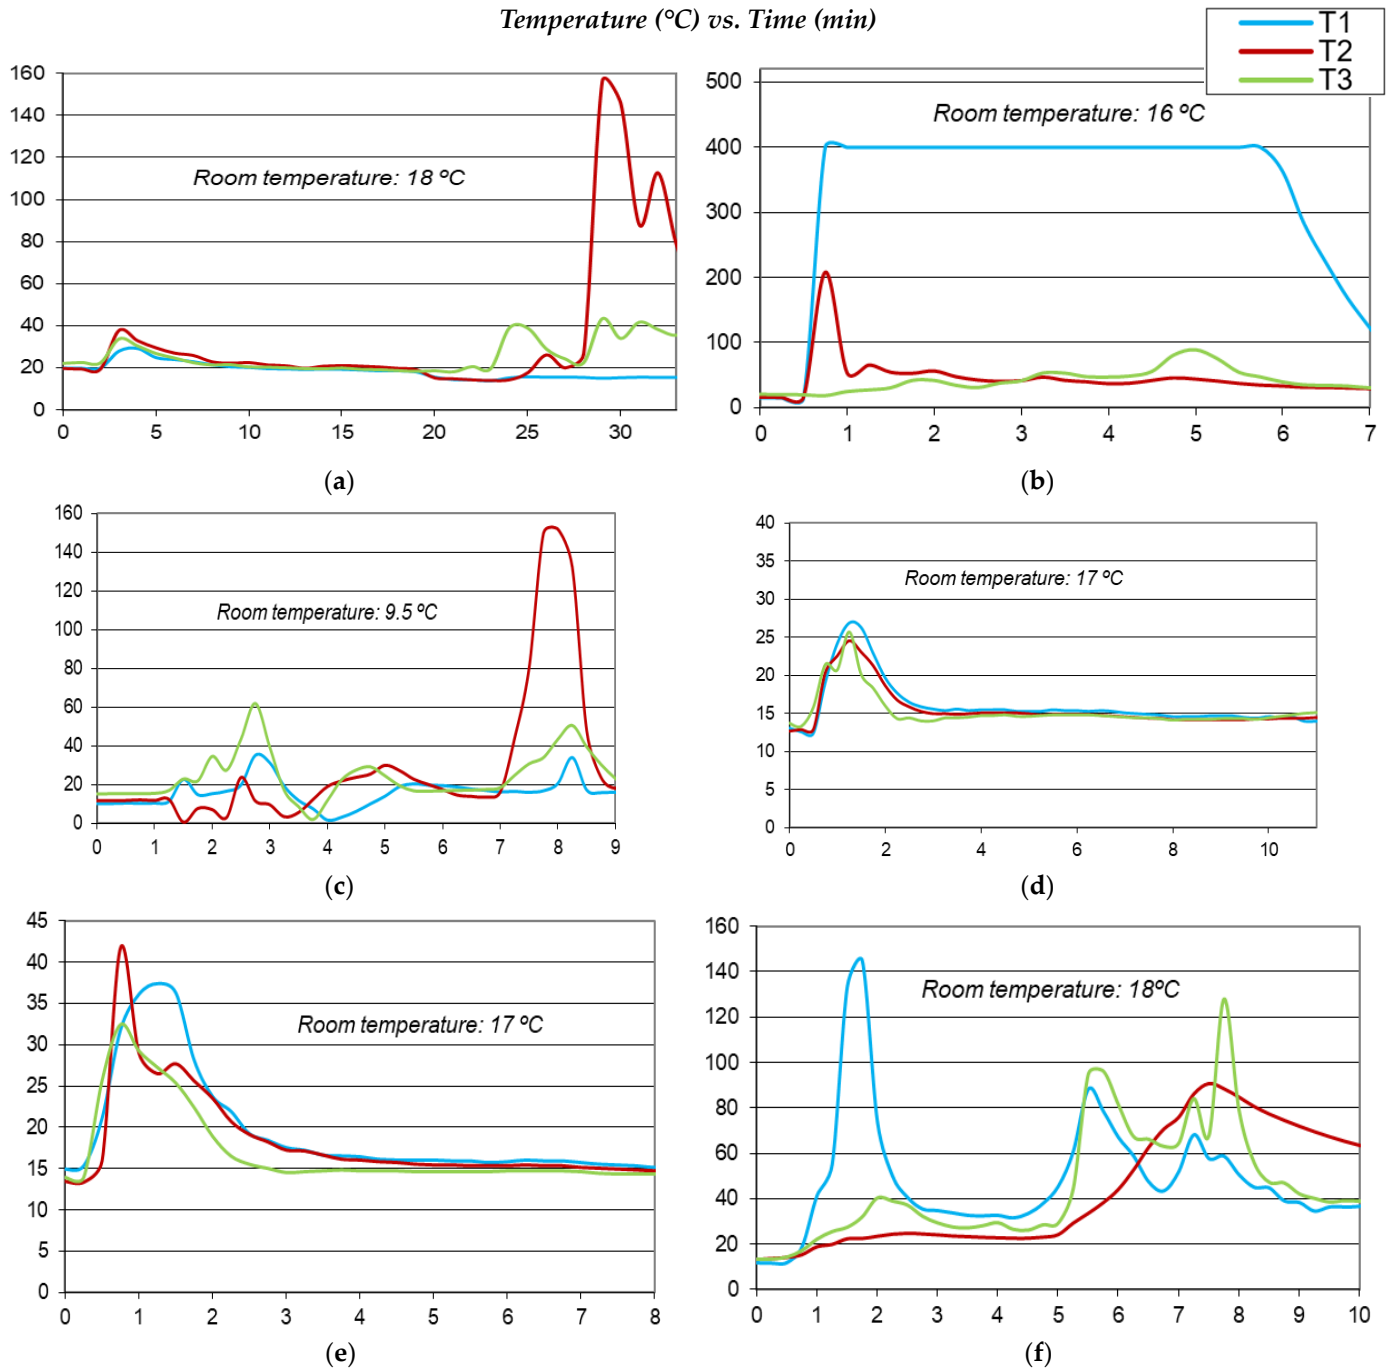 Temperature (°C) vs. Time (min)
T1
T2
T3
160
140
120
100
80
60
40
20
0
Room temperature: 18 ºC
0 5 10 15 20 25 30
(a)
500
400
300
200
100
0
Room temperature: 16 ºC
0 1 2 3 4 5 6 7
(b)
160
140
120
100
80
60
40
20
0
Room temperature: 9.5 ºC
0 1 2 3 4 5 6 7 8 9
(c)
40
35
30
25
20
15
10
5
0
Room temperature: 17 ºC
0 2 4 6 8 10
(d)
45
40
35
30
25
20
15
10
5
0
Room temperature: 17 ºC
0 1 2 3 4 5 6 7 8
(e)
160
140
120
100
80
60
40
20
0
Room temperature: 18ºC
0 1 2 3 4 5 6 7 8 9 10
(f)